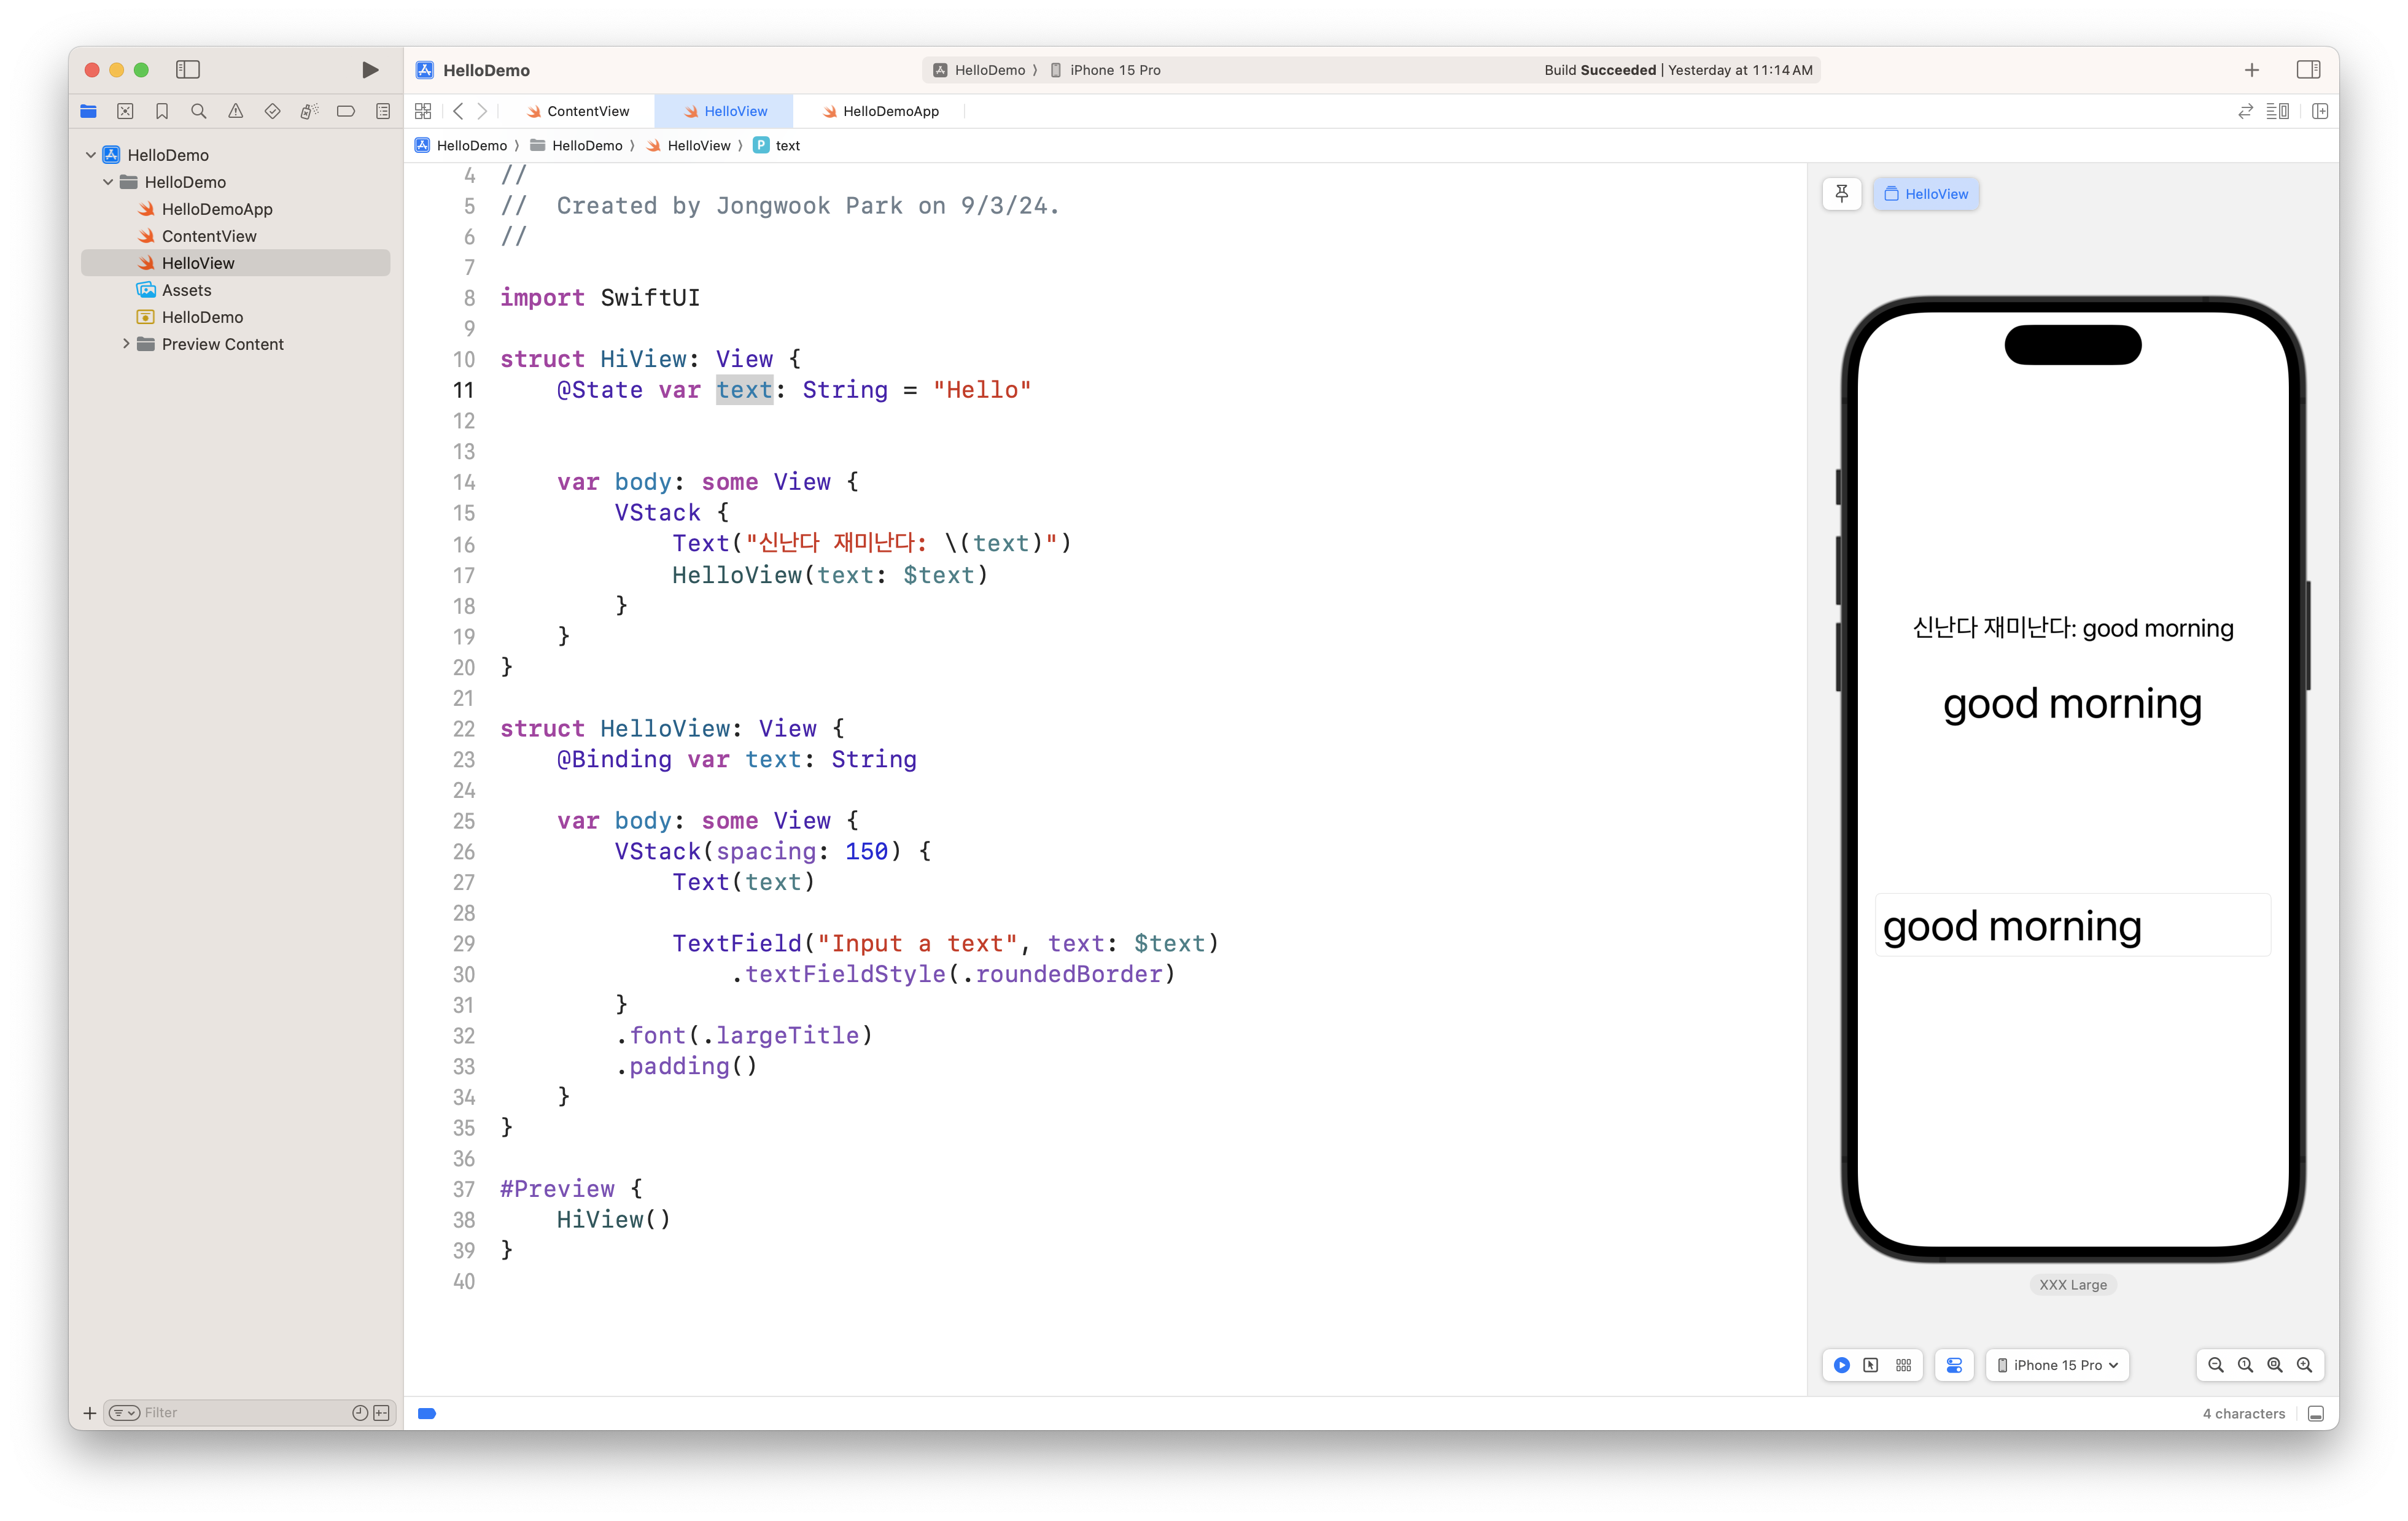 HelloDemo
HelloDemo 〉 iPhone 15 Pro
Build Succeeded | Yesterday at 11:14 AM
ContentView
HelloView
HelloDemoApp
HelloDemo 〉 HelloDemo 〉 HelloView 〉 P text
HelloDemo
HelloDemo
HelloDemoApp
ContentView
HelloView
Assets
HelloDemo
Preview Content
Filter
4 //
5 //  Created by Jongwook Park on 9/3/24.
6 //
7
8 import SwiftUI
9
10 struct HiView: View {
11     @State var text: String = "Hello"
12
13
14     var body: some View {
15         VStack {
16             Text("신난다 재미난다: \(text)")
17             HelloView(text: $text)
18         }
19     }
20 }
21
22 struct HelloView: View {
23     @Binding var text: String
24
25     var body: some View {
26         VStack(spacing: 150) {
27             Text(text)
28
29             TextField("Input a text", text: $text)
30                 .textFieldStyle(.roundedBorder)
31         }
32         .font(.largeTitle)
33         .padding()
34     }
35 }
36
37 #Preview {
38     HiView()
39 }
40
HelloView
신난다 재미난다: good morning
good morning
good morning
XXX Large
iPhone 15 Pro
4 characters